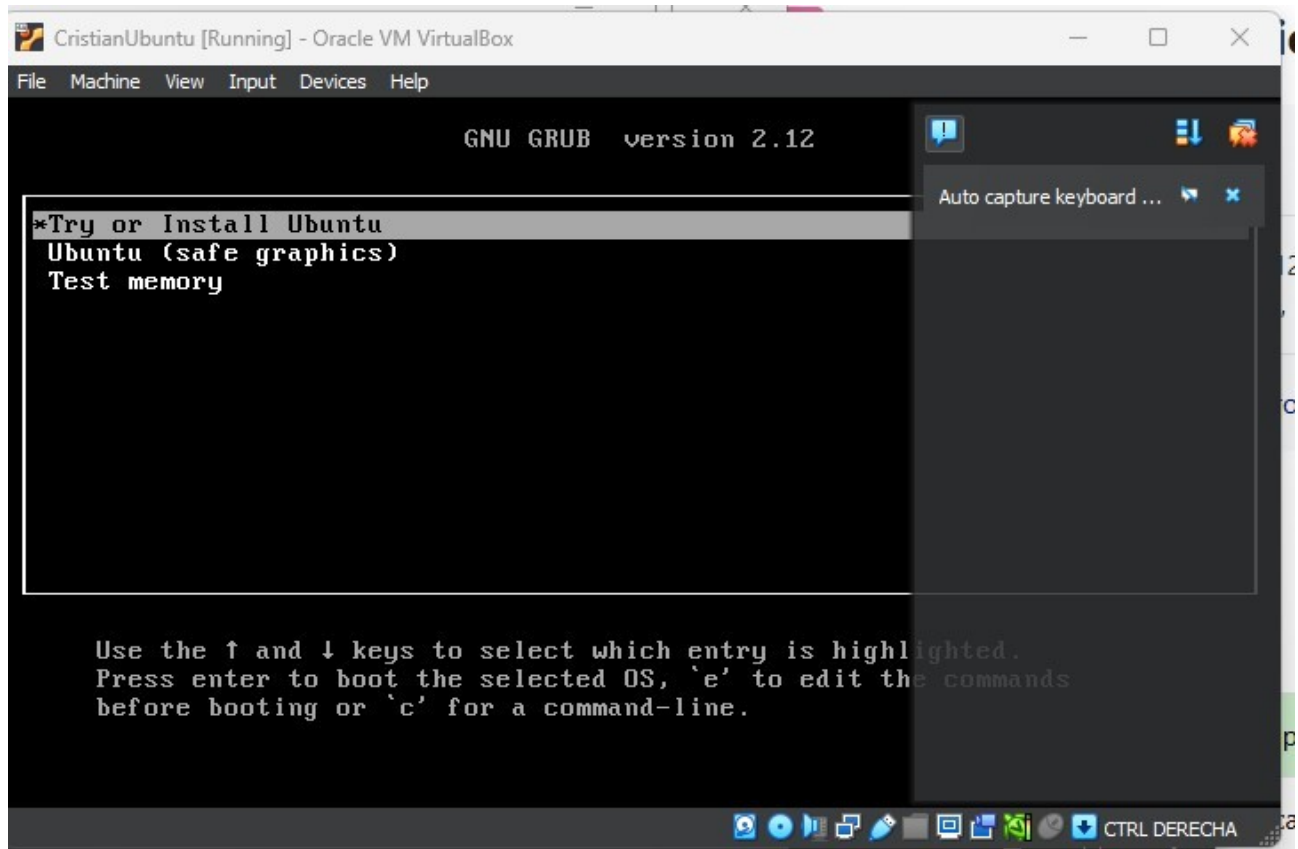 CristianUbuntu [Running] - Oracle VM VirtualBox
File Machine View Input Devices Help
GNU GRUB version 2.12
Auto capture keyboard ...
*Try or Install Ubuntu
Ubuntu (safe graphics)
Test memory
Use the ↑ and ↓ keys to select which entry is highlighted.
Press enter to boot the selected OS, `e' to edit the commands
before booting or `c' for a command-line.
CTRL DERECHA